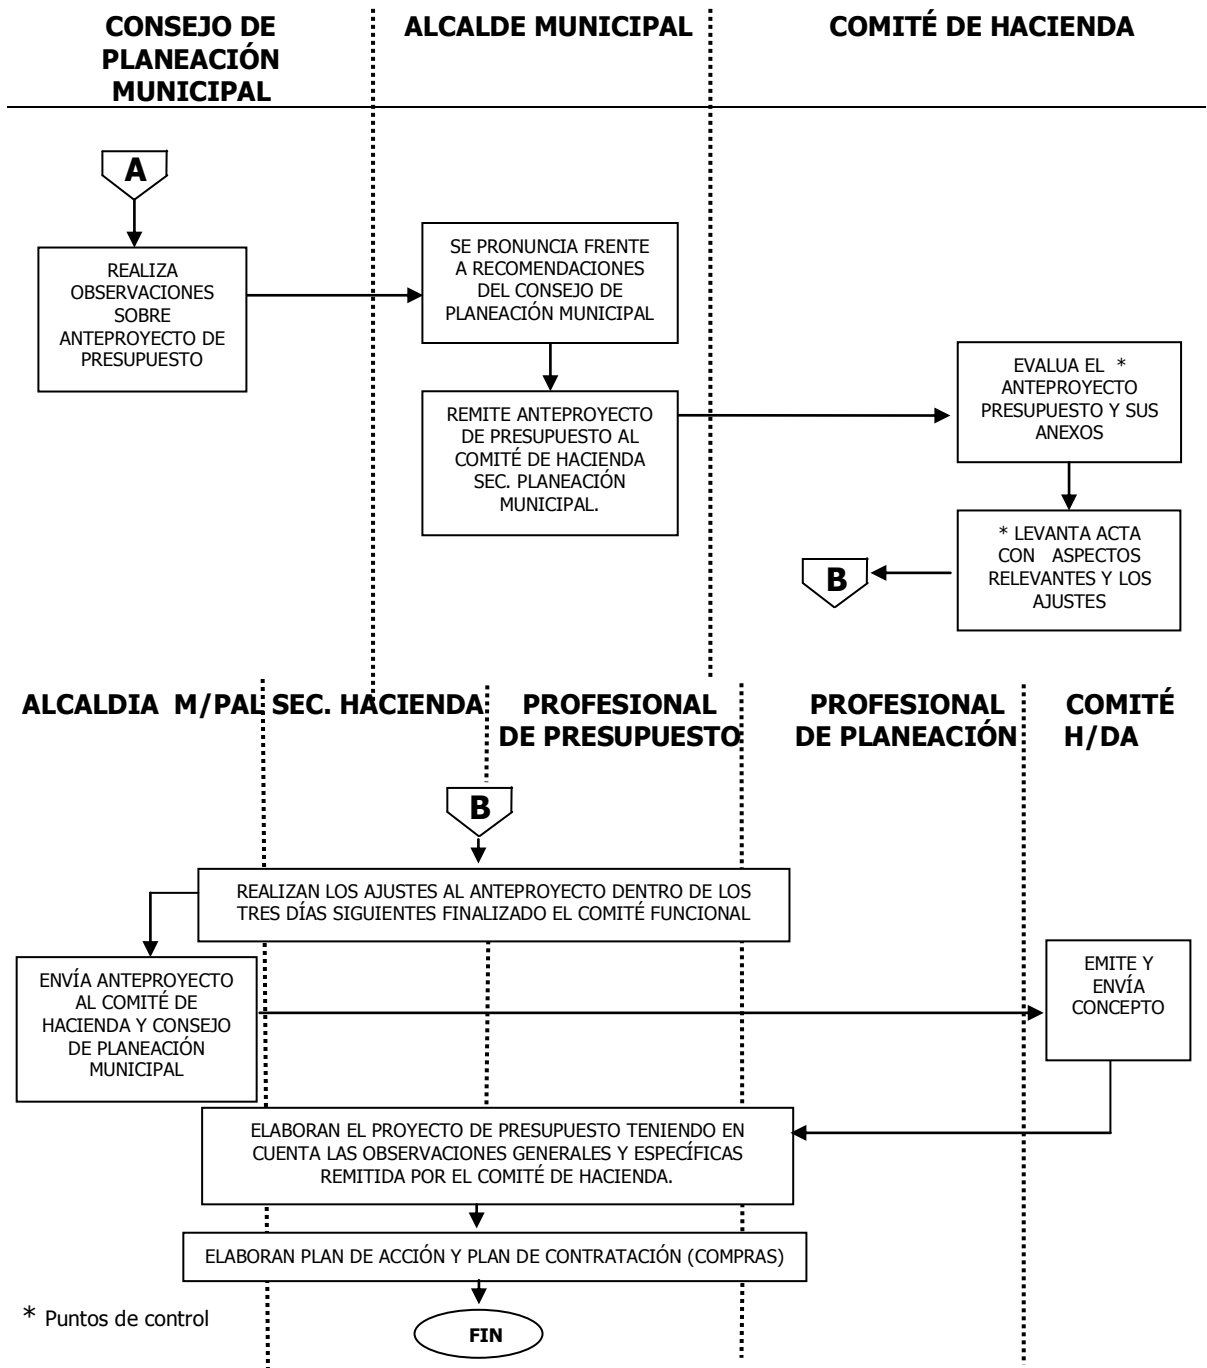 CONSEJO DE
PLANEACIÓN
MUNICIPAL
ALCALDE MUNICIPAL
COMITÉ DE HACIENDA
A
REALIZA
OBSERVACIONES
SOBRE
ANTEPROYECTO DE
PRESUPUESTO
SE PRONUNCIA FRENTE
A RECOMENDACIONES
DEL CONSEJO DE
PLANEACIÓN MUNICIPAL
REMITE ANTEPROYECTO
DE PRESUPUESTO AL
COMITÉ DE HACIENDA
SEC. PLANEACIÓN
MUNICIPAL.
EVALUA EL *
ANTEPROYECTO
PRESUPUESTO Y SUS
ANEXOS
* LEVANTA ACTA
CON ASPECTOS
RELEVANTES Y LOS
AJUSTES
B
ALCALDIA M/PAL
SEC. HACIENDA
PROFESIONAL
DE PRESUPUESTO
PROFESIONAL
DE PLANEACIÓN
COMITÉ
H/DA
B
REALIZAN LOS AJUSTES AL ANTEPROYECTO DENTRO DE LOS
TRES DÍAS SIGUIENTES FINALIZADO EL COMITÉ FUNCIONAL
ENVÍA ANTEPROYECTO
AL COMITÉ DE
HACIENDA Y CONSEJO
DE PLANEACIÓN
MUNICIPAL
EMITE Y
ENVÍA
CONCEPTO
ELABORAN EL PROYECTO DE PRESUPUESTO TENIENDO EN
CUENTA LAS OBSERVACIONES GENERALES Y ESPECÍFICAS
REMITIDA POR EL COMITÉ DE HACIENDA.
ELABORAN PLAN DE ACCIÓN Y PLAN DE CONTRATACIÓN (COMPRAS)
* Puntos de control
FIN